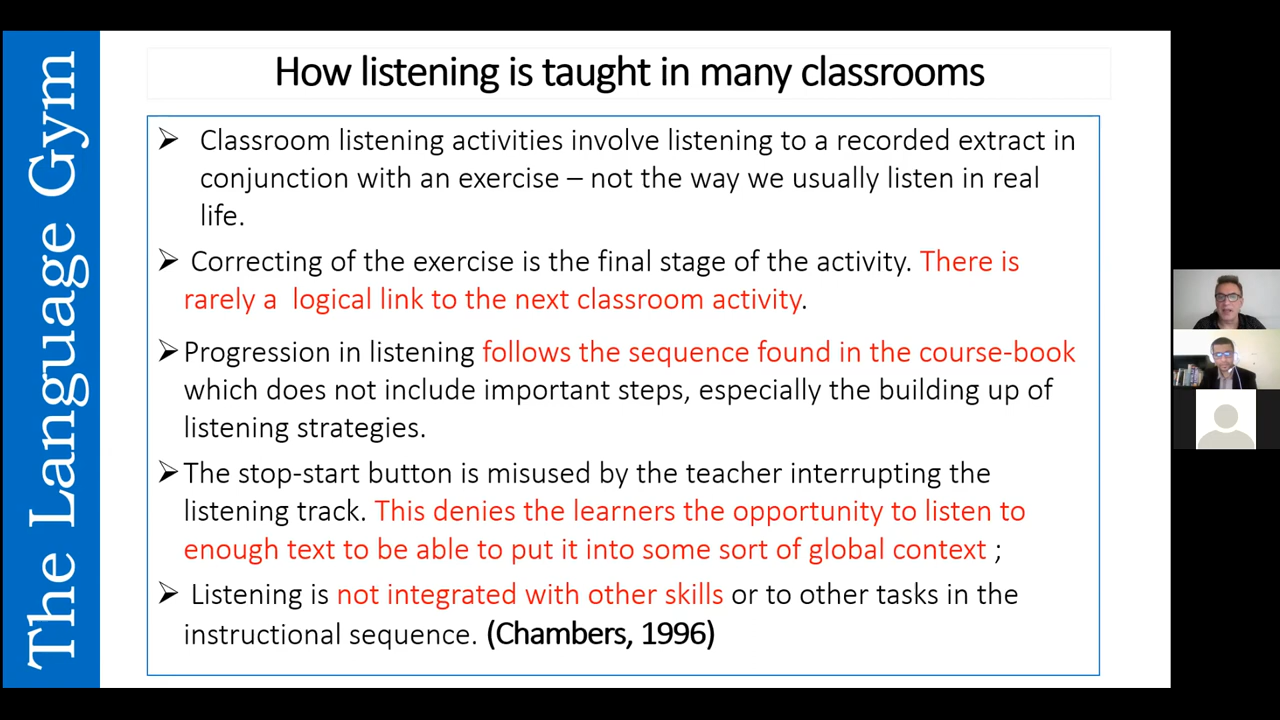 The Language Gym
How listening is taught in many classrooms
➢ Classroom listening activities involve listening to a recorded extract in
conjunction with an exercise – not the way we usually listen in real
life.
➢ Correcting of the exercise is the final stage of the activity. There is
rarely a logical link to the next classroom activity.
➢ Progression in listening follows the sequence found in the course-book
which does not include important steps, especially the building up of
listening strategies.
➢ The stop-start button is misused by the teacher interrupting the
listening track. This denies the learners the opportunity to listen to
enough text to be able to put it into some sort of global context ;
➢ Listening is not integrated with other skills or to other tasks in the
instructional sequence. (Chambers, 1996)